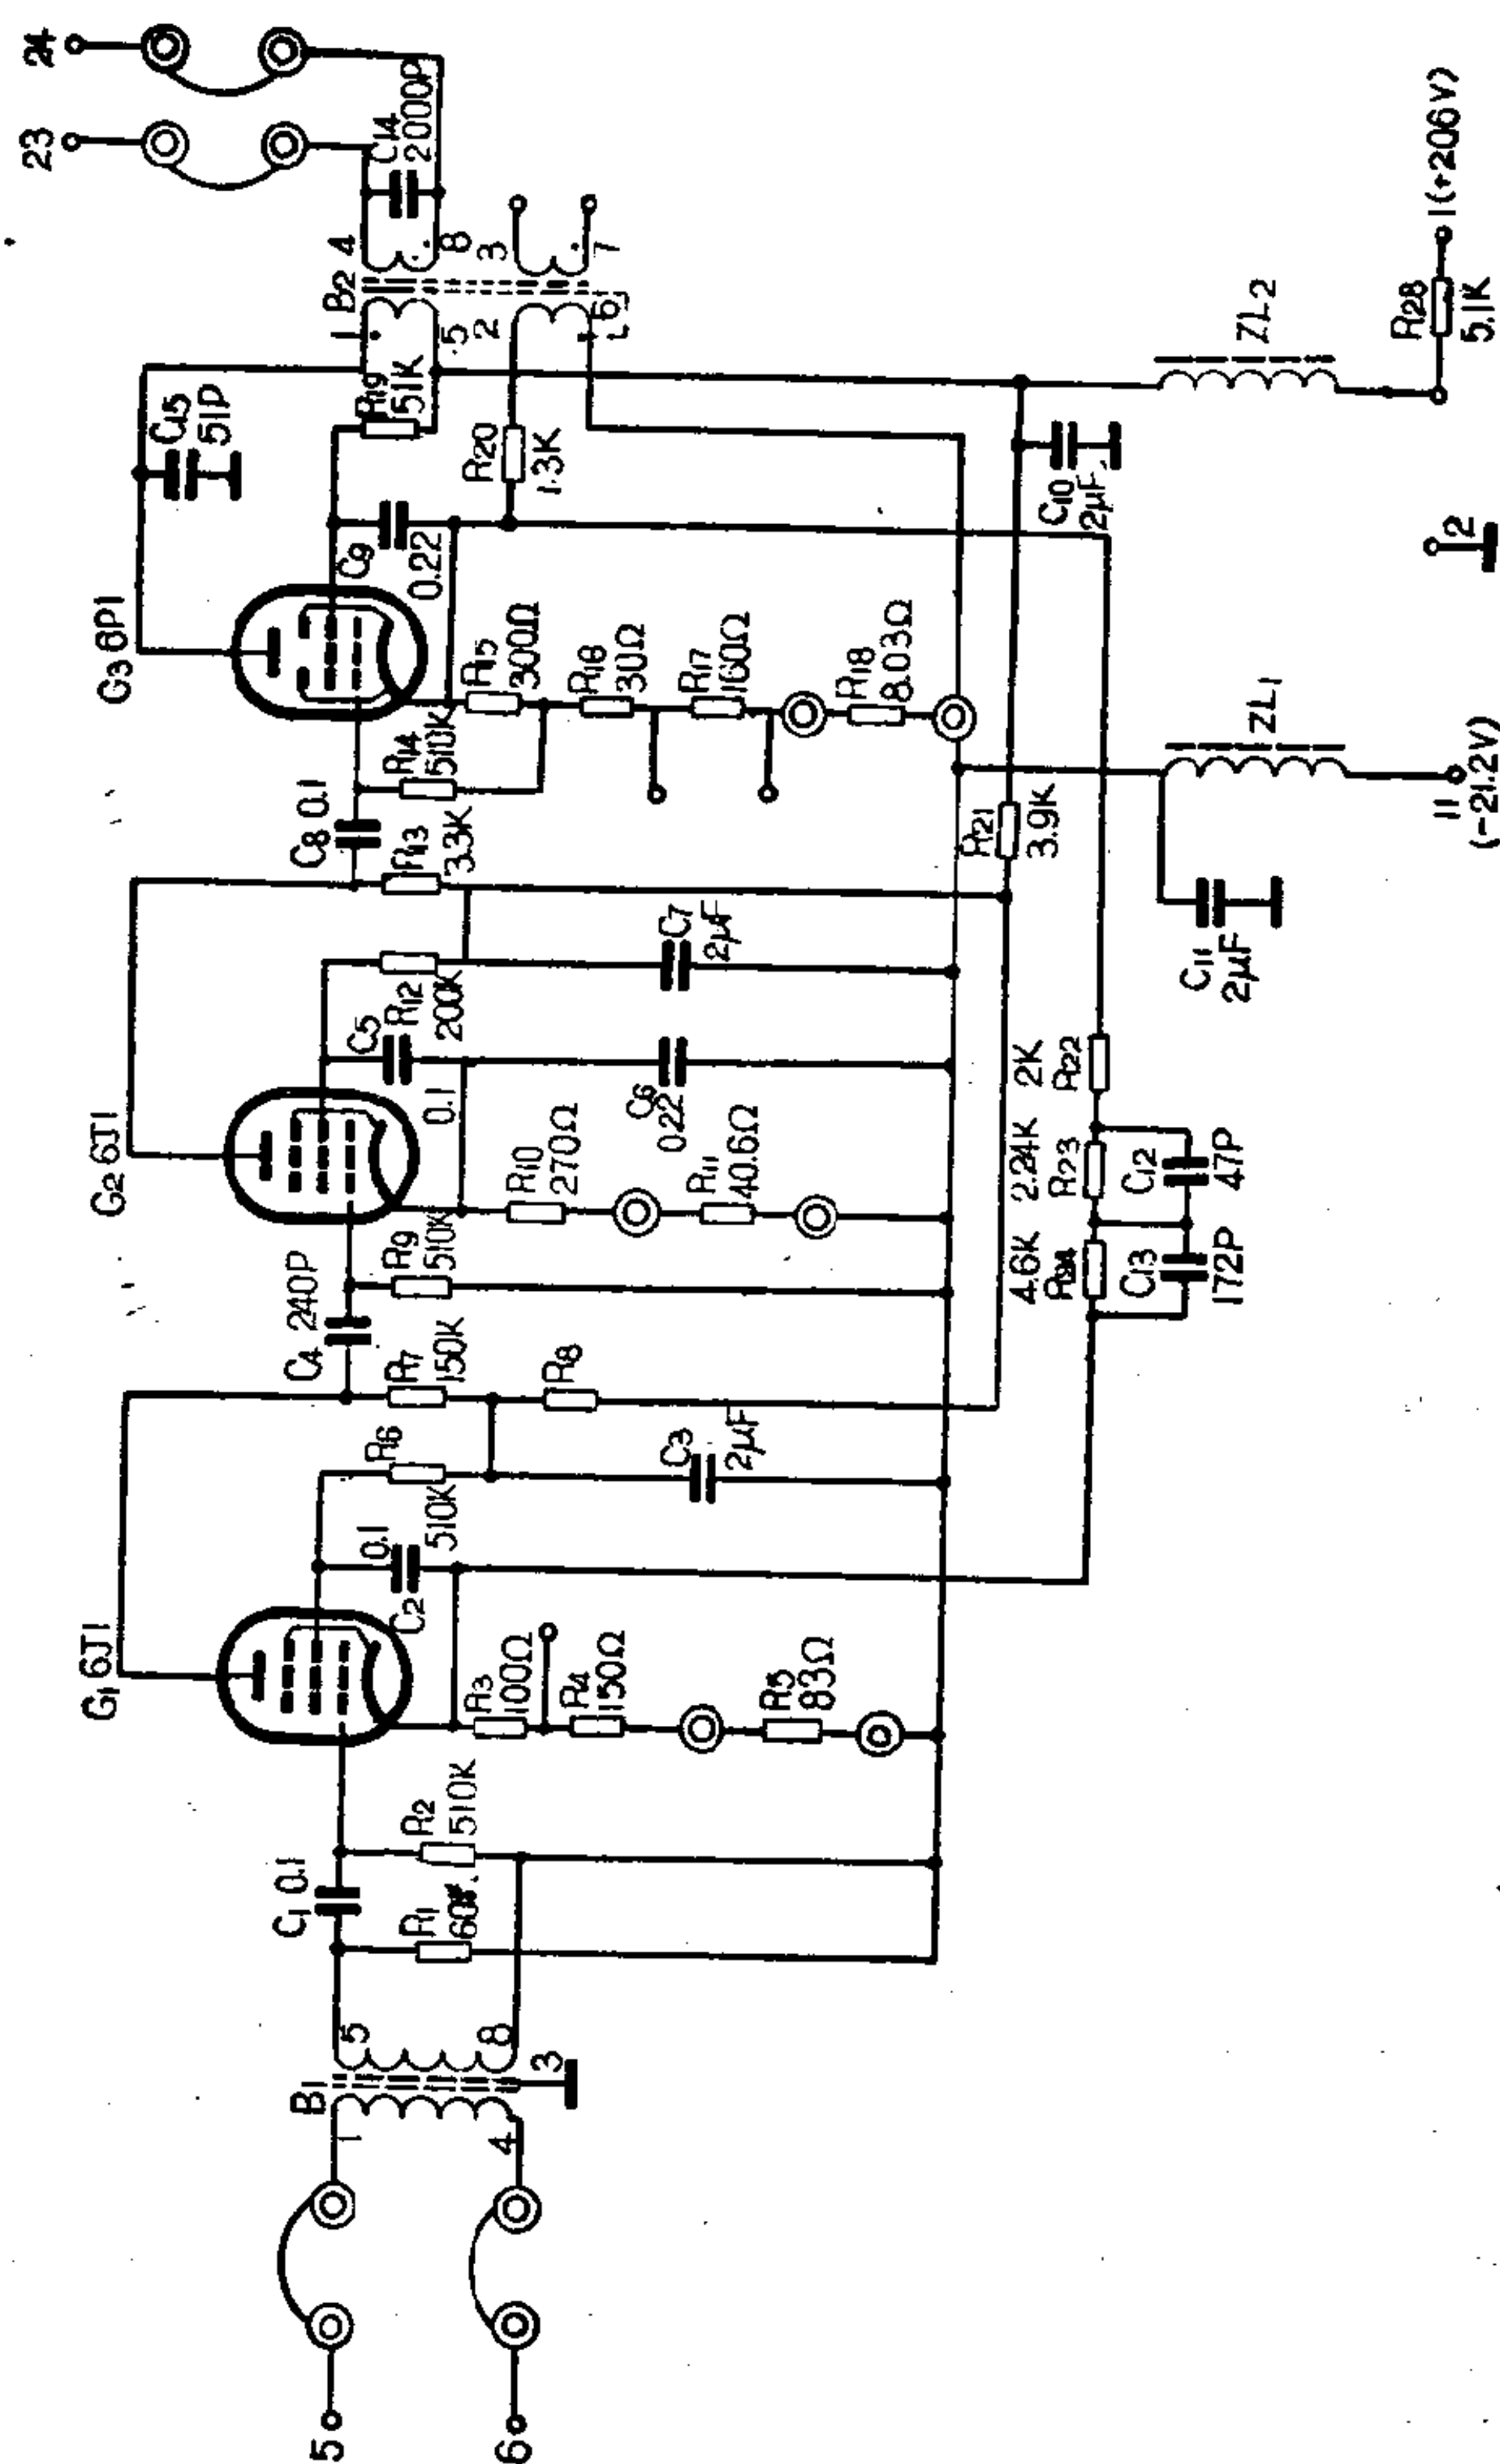 5
6
B1
1
4
5
8
3
C1 0.1
R1
R2
510K
G1 6J1
R3
100Ω
R4
150Ω
R5
83Ω
C2
0.1
R6
510K
C3
2μF
R7
150K
R8
C4 240P
R9
510K
G2 6J1
R10
270Ω
R11
40.6Ω
C5
0.1
C6
022
R12
200K
C7
2μF
R13
3.3K
C8 0.1
R14
510K
G3 6P1
R15
300Ω
R16
30Ω
R17
160Ω
R18
8.03Ω
C9
0.22
R19
51K
R20
1.3K
C15
51P
B2
1
5
2
6
4
8
3
7
C14
2000P
23
24
4.6K
R24
C13
172P
2.24K
R23
C12
47P
2K
R22
R21
3.9K
C11
2μF
ZL1
11
(-21.2V)
C10
2μF
2
ZL2
R28
5.1K
1(+206V)